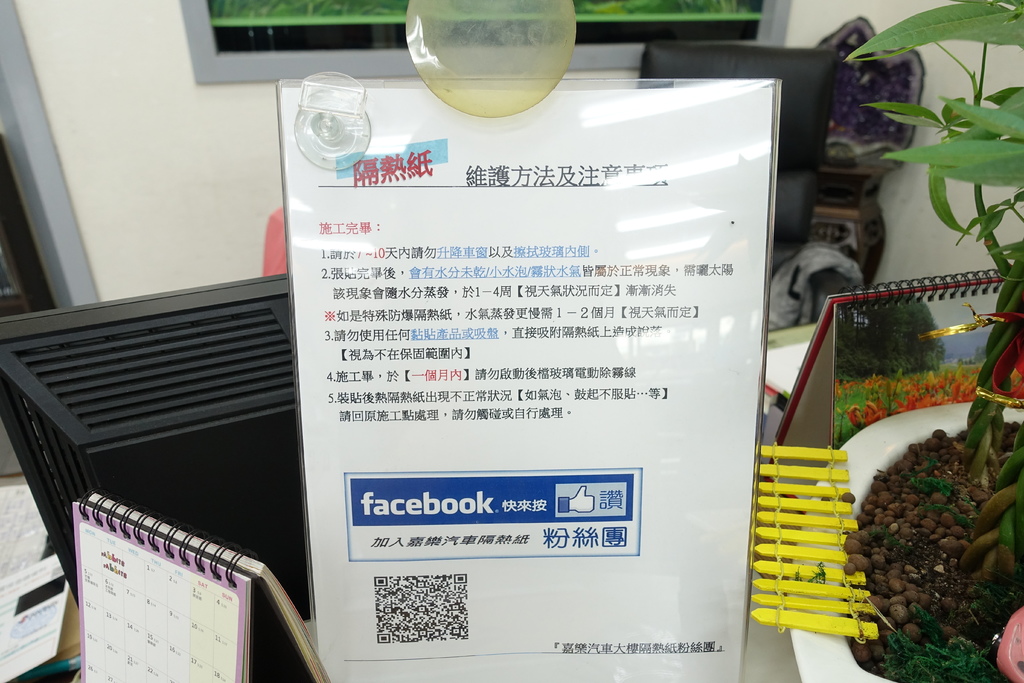 隔熱紙 維護方法及注意事項
施工完畢：
1.請於7~10天內請勿升降車窗以及擦拭玻璃內側。
2.張貼完畢後，會有水分未乾/小水泡/霧狀水氣皆屬於正常現象，需曬太陽
該現象會隨水分蒸發，於1－4周【視天氣狀況而定】漸漸消失
※如是特殊防爆隔熱紙，水氣蒸發更慢需1－2個月【視天氣而定】
3.請勿使用任何黏貼產品或吸盤，直接吸附隔熱紙上造成脫落
【視為不在保固範圍內】
4.施工畢，於【一個月內】請勿啟動後檔玻璃電動除霧線
5.裝貼後熱隔熱紙出現不正常狀況【如氣泡、鼓起不服貼…等】
請回原施工點處理，請勿觸碰或自行處理。
facebook 快來按 讚
加入嘉樂汽車隔熱紙 粉絲團
『嘉樂汽車大樓隔熱紙粉絲團』
SAT
SUN